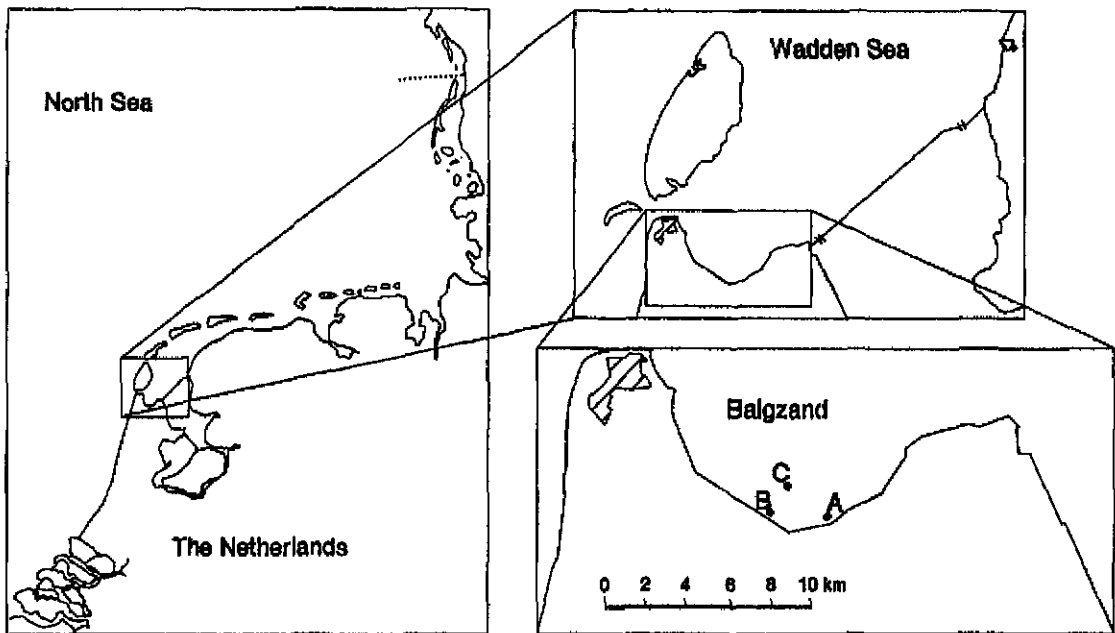 North Sea
The Netherlands
Wadden Sea
Balgzand
C
B
A
0 2 4 6 8 10 km